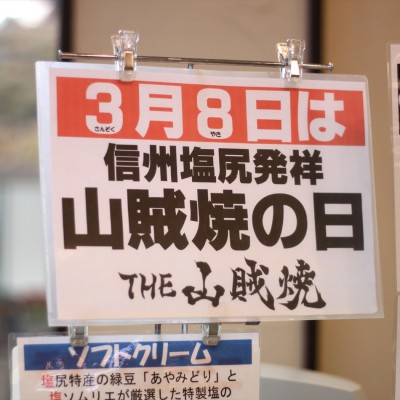 3月8日は
さんぞく やき
信州塩尻発祥
山賊焼の日
THE山賊焼
ソフトクリーム
塩尻特産の緑豆「あやみどり」と
塩ソムリエが厳選した特製塩の